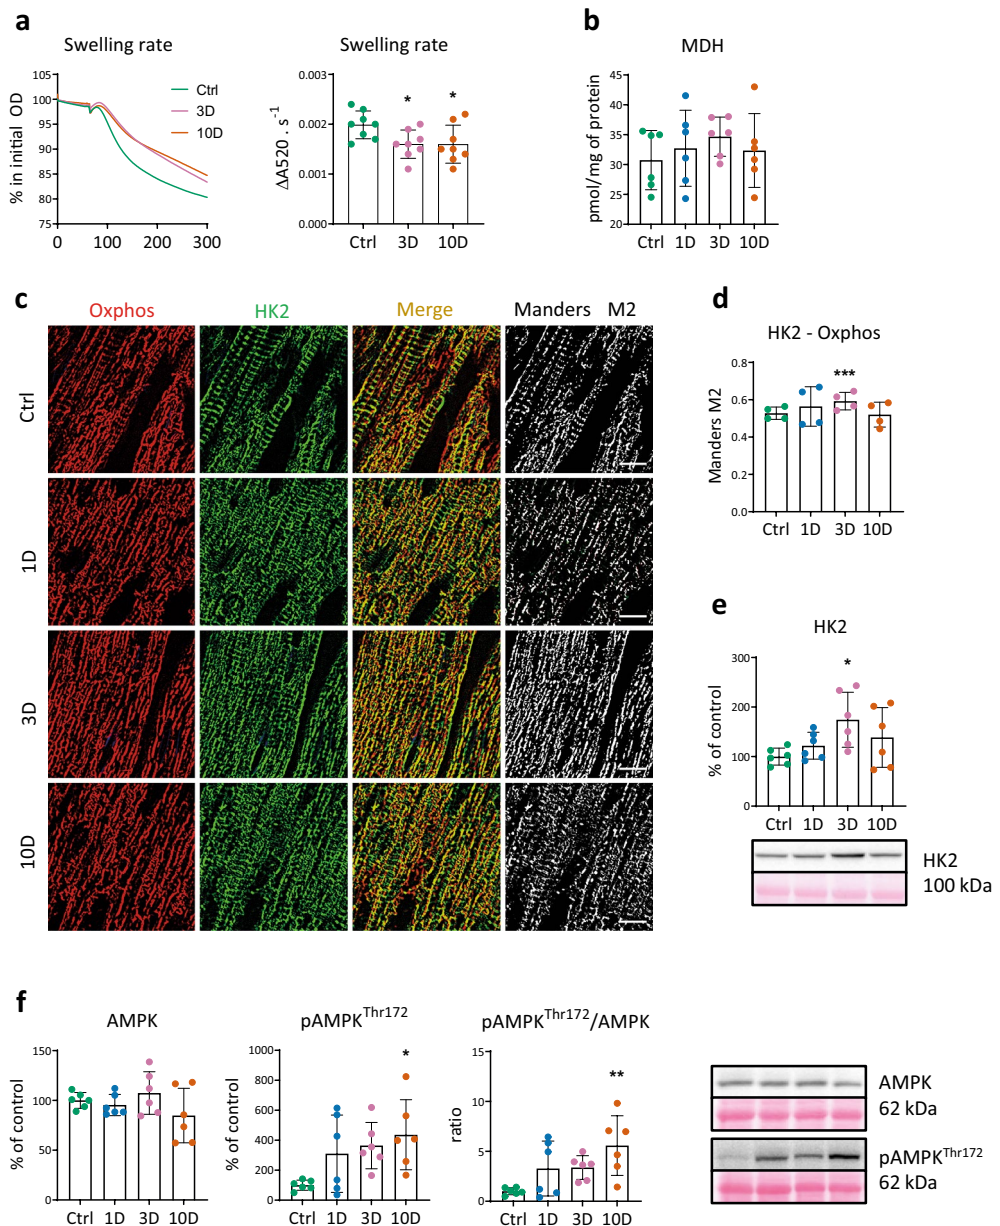 a
Swelling rate
% in initial OD
105
100
95
90
85
80
75
0 100 200 300
Ctrl
3D
10D
Swelling rate
ΔA520 . s⁻¹
0.003
0.002
0.001
0.000
* *
Ctrl 3D 10D
b
MDH
pmol/mg of protein
45
40
35
30
25
20
Ctrl 1D 3D 10D
c
Oxphos HK2 Merge Manders M2
Ctrl
1D
3D
10D
d
HK2 - Oxphos
Manders M2
0.8
0.6
0.4
0.2
0.0
***
Ctrl 1D 3D 10D
e
HK2
% of control
300
200
100
0
*
Ctrl 1D 3D 10D
HK2
100 kDa
f
AMPK
% of control
150
100
50
0
Ctrl 1D 3D 10D
pAMPK^Thr172
% of control
1000
800
600
400
200
0
*
Ctrl 1D 3D 10D
pAMPK^Thr172/AMPK
ratio
15
10
5
0
**
Ctrl 1D 3D 10D
AMPK
62 kDa
pAMPK^Thr172
62 kDa